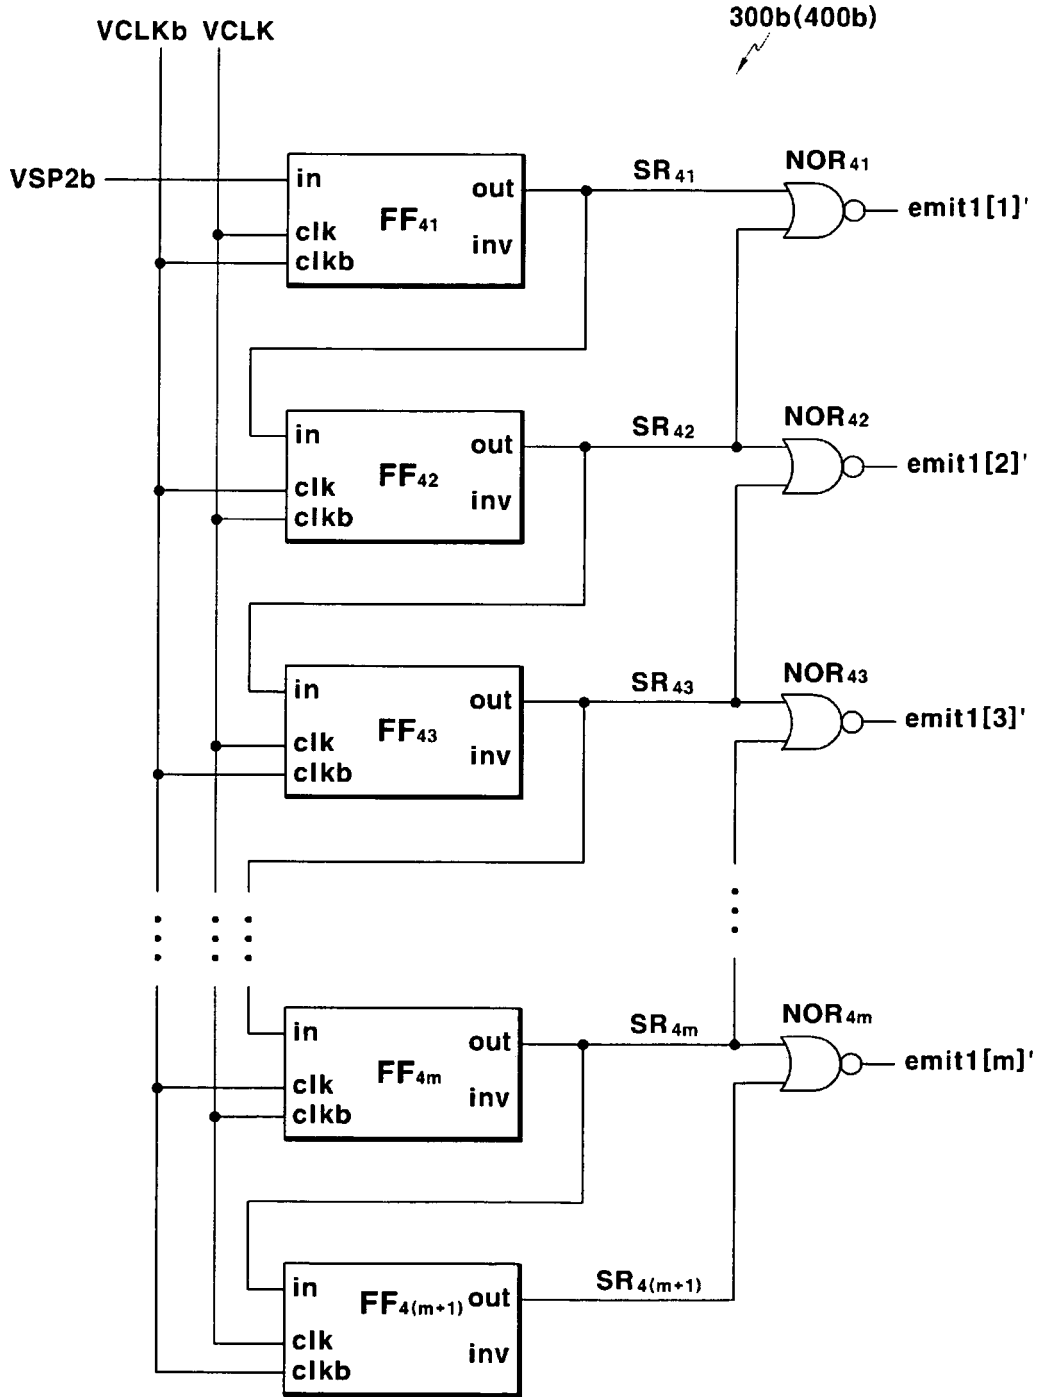 VCLKb VCLK
300b(400b)
VSP2b
in
clk
clkb
FF41
out
inv
SR41
NOR41
emit1[1]'
in
clk
clkb
FF42
out
inv
SR42
NOR42
emit1[2]'
in
clk
clkb
FF43
out
inv
SR43
NOR43
emit1[3]'
in
clk
clkb
FF4m
out
inv
SR4m
NOR4m
emit1[m]'
in
clk
clkb
FF4(m+1)
out
inv
SR4(m+1)